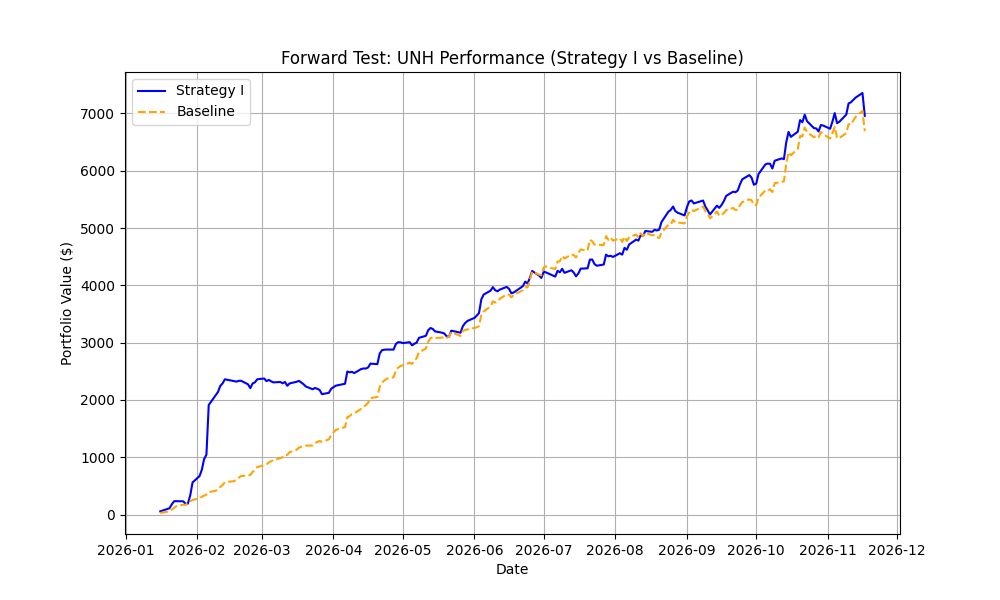 Forward Test: UNH Performance (Strategy I vs Baseline)
Strategy I
Baseline
7000
6000
5000
4000
3000
2000
1000
0
Portfolio Value ($)
2026-01 2026-02 2026-03 2026-04 2026-05 2026-06 2026-07 2026-08 2026-09 2026-10 2026-11 2026-12
Date